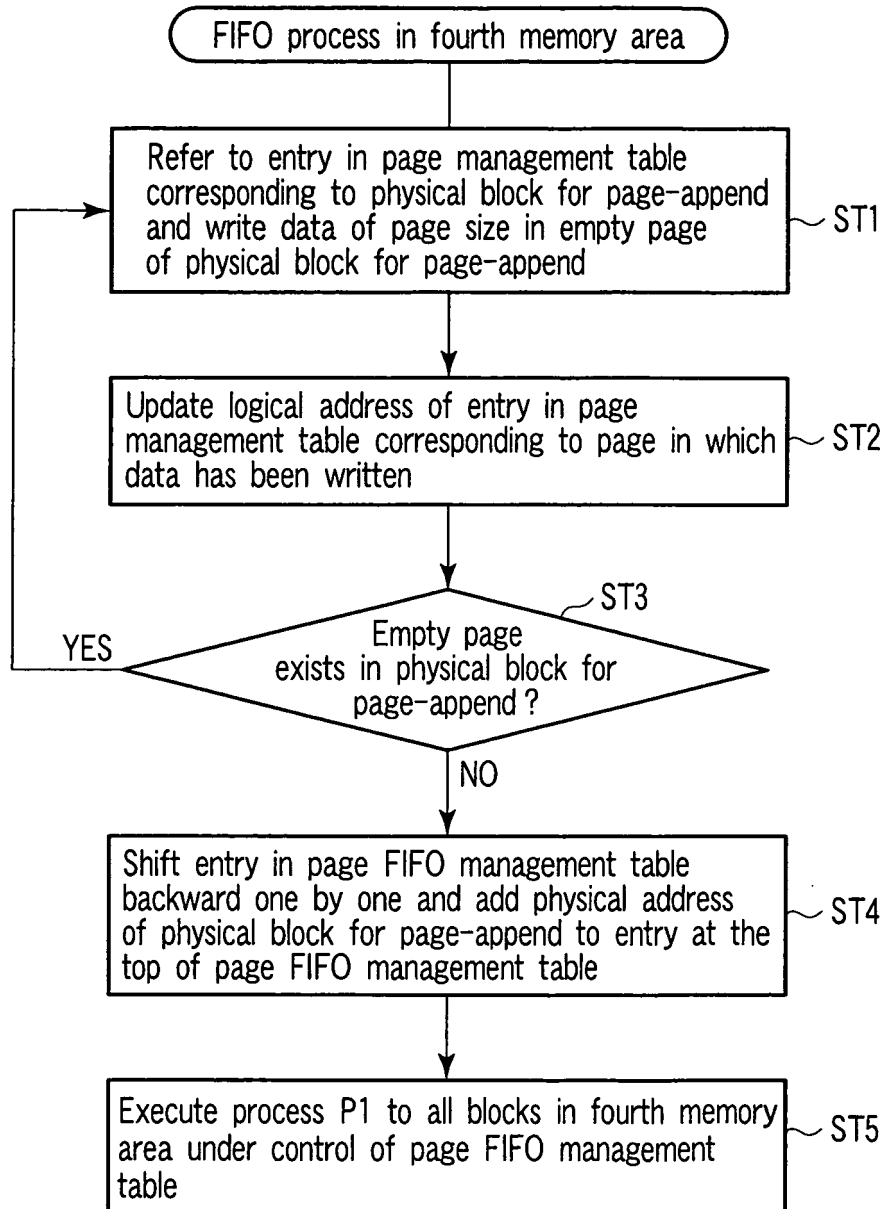 FIFO process in fourth memory area
Refer to entry in page management table
corresponding to physical block for page-append
and write data of page size in empty page
of physical block for page-append
ST1
Update logical address of entry in page
management table corresponding to page in which
data has been written
ST2
ST3
Empty page
exists in physical block for
page-append?
YES
NO
Shift entry in page FIFO management table
backward one by one and add physical address
of physical block for page-append to entry at the
top of page FIFO management table
ST4
Execute process P1 to all blocks in fourth memory
area under control of page FIFO management
table
ST5